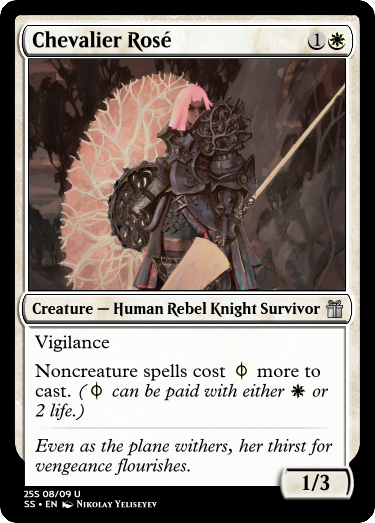 Chevalier Rosé
1
Creature — Human Rebel Knight Survivor
Vigilance
Noncreature spells cost more to
cast. ( can be paid with either or
2 life.)
Even as the plane withers, her thirst for
vengeance flourishes.
1/3
25S 08/09 U
SS • EN Nikolay Yeliseyev